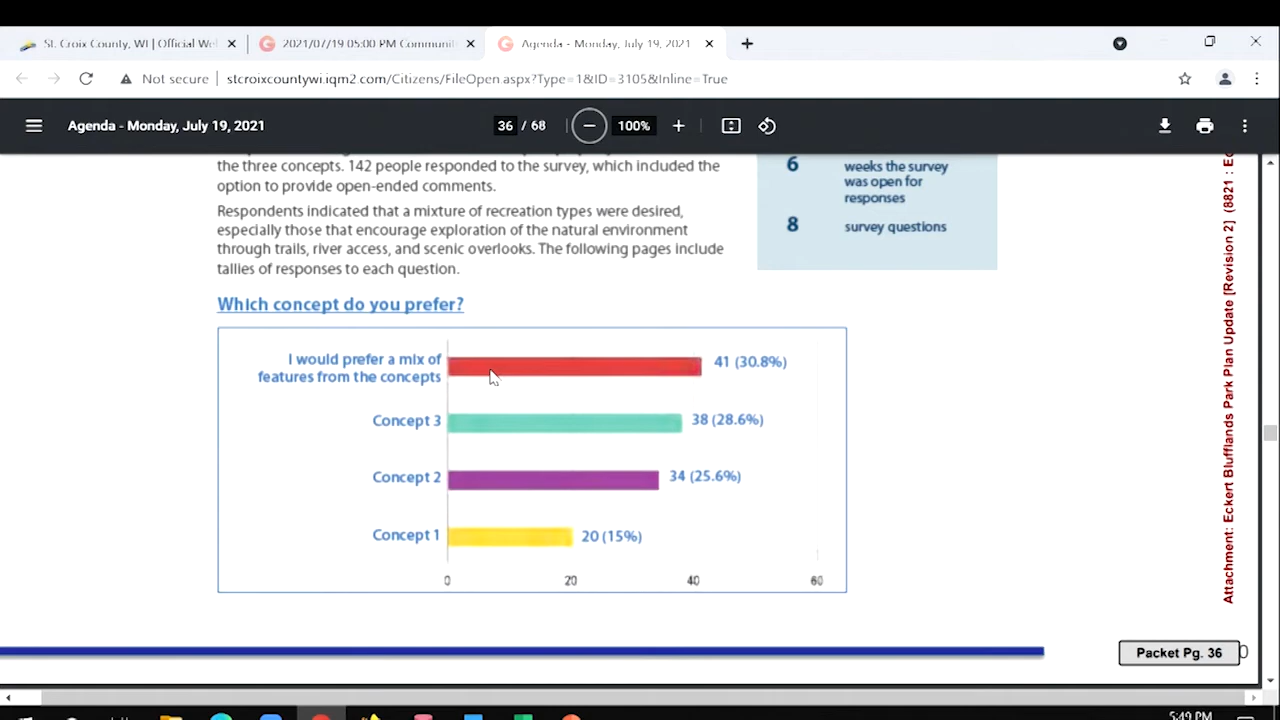 St. Croix County, WI | Official We
2021/07/19 05:00 PM Communit
Agenda - Monday, July 19, 2021
Not secure
stcroixcountywi.iqm2.com/Citizens/FileOpen.aspx?Type=1&ID=3105&Inline=True
Agenda - Monday, July 19, 2021
36 / 68
100%
the three concepts. 142 people responded to the survey, which included the
option to provide open-ended comments.
Respondents indicated that a mixture of recreation types were desired,
especially those that encourage exploration of the natural environment
through trails, river access, and scenic overlooks. The following pages include
tallies of responses to each question.
6 weeks the survey
was open for
responses
8 survey questions
Which concept do you prefer?
I would prefer a mix of
features from the concepts
41 (30.8%)
Concept 3
38 (28.6%)
Concept 2
34 (25.6%)
Concept 1
20 (15%)
0 20 40 60
Attachment: Eckert Blufflands Park Plan Update [Revision 2] (8821 : Ec
Packet Pg. 36
0
5:49 PM